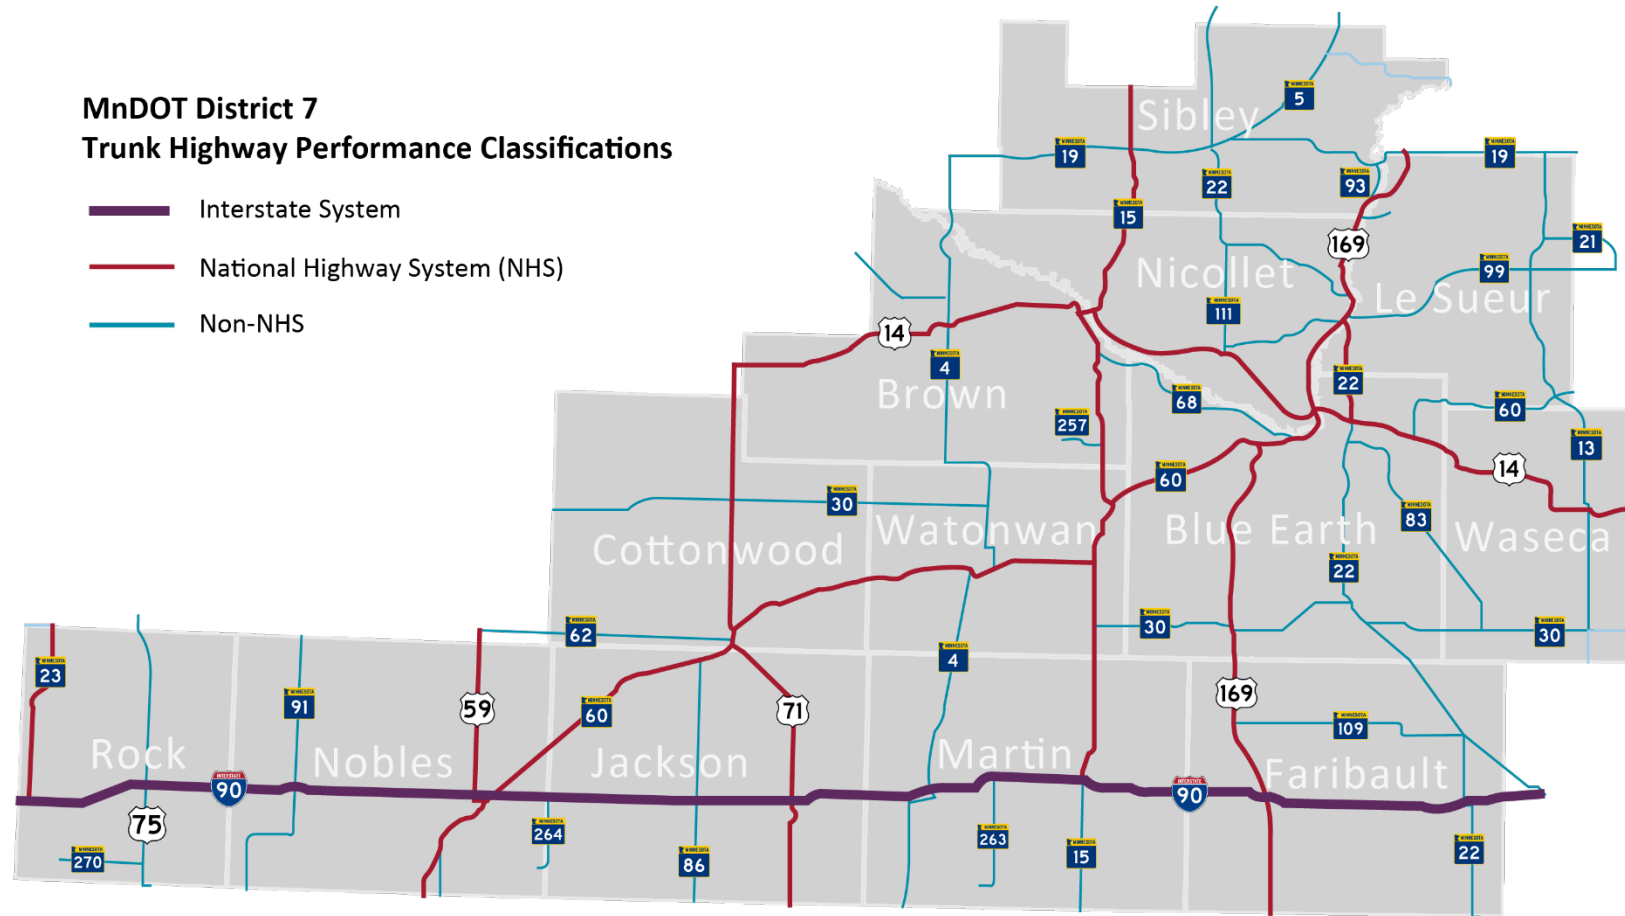 MnDOT District 7
Trunk Highway Performance Classifications
Interstate System
National Highway System (NHS)
Non-NHS
Sibley
5
19
22
93
19
15
169
21
Nicollet
99
Le Sueur
111
14
4
Brown
22
68
60
257
13
60
14
30
Watonwan
Blue Earth
83
Waseca
Cottonwood
22
62
30
30
4
23
91
59
60
71
169
109
Rock
Nobles
Jackson
Martin
Faribault
INTERSTATE
90
INTERSTATE
90
75
270
264
86
263
15
22